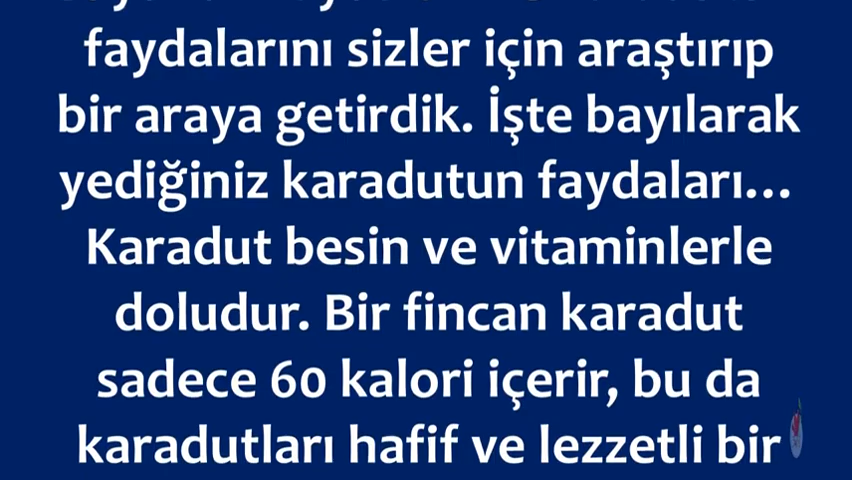 faydalarını sizler için araştırıp
bir araya getirdik. İşte bayılarak
yediğiniz karadutun faydaları...
Karadut besin ve vitaminlerle
doludur. Bir fincan karadut
sadece 60 kalori içerir, bu da
karadutları hafif ve lezzetli bir